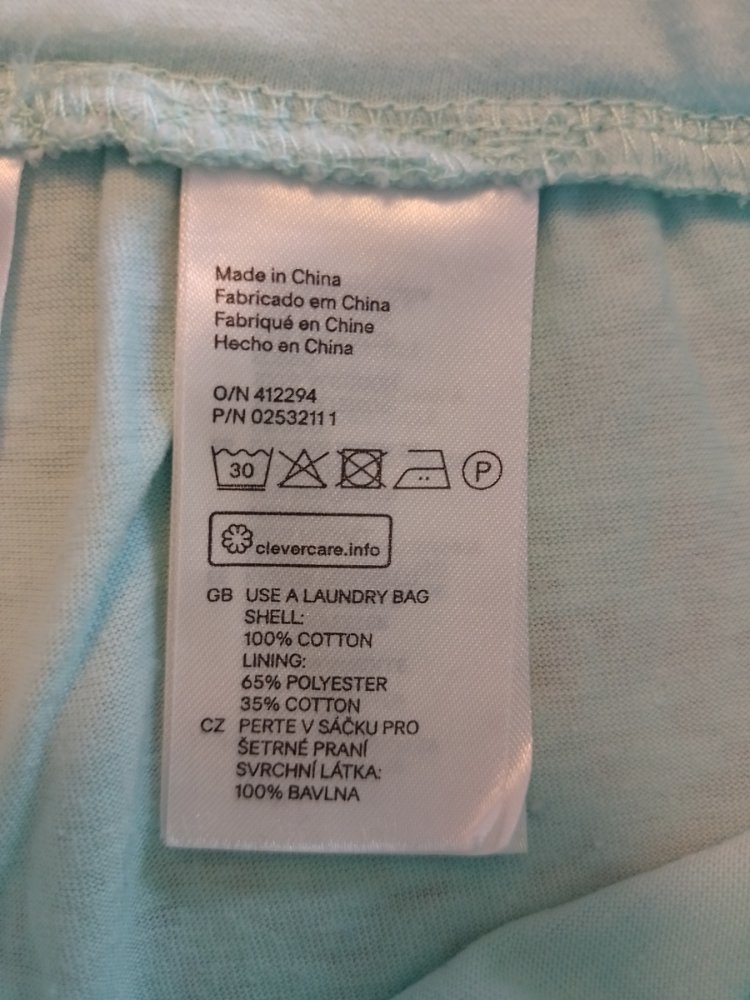 Made in China
Fabricado em China
Fabriqué en Chine
Hecho en China
O/N 412294
P/N 0253211 1
30 P
clevercare.info
GB USE A LAUNDRY BAG
SHELL:
100% COTTON
LINING:
65% POLYESTER
35% COTTON
CZ PERTE V SÁČKU PRO
ŠETRNÉ PRANÍ
SVRCHNÍ LÁTKA:
100% BAVLNA